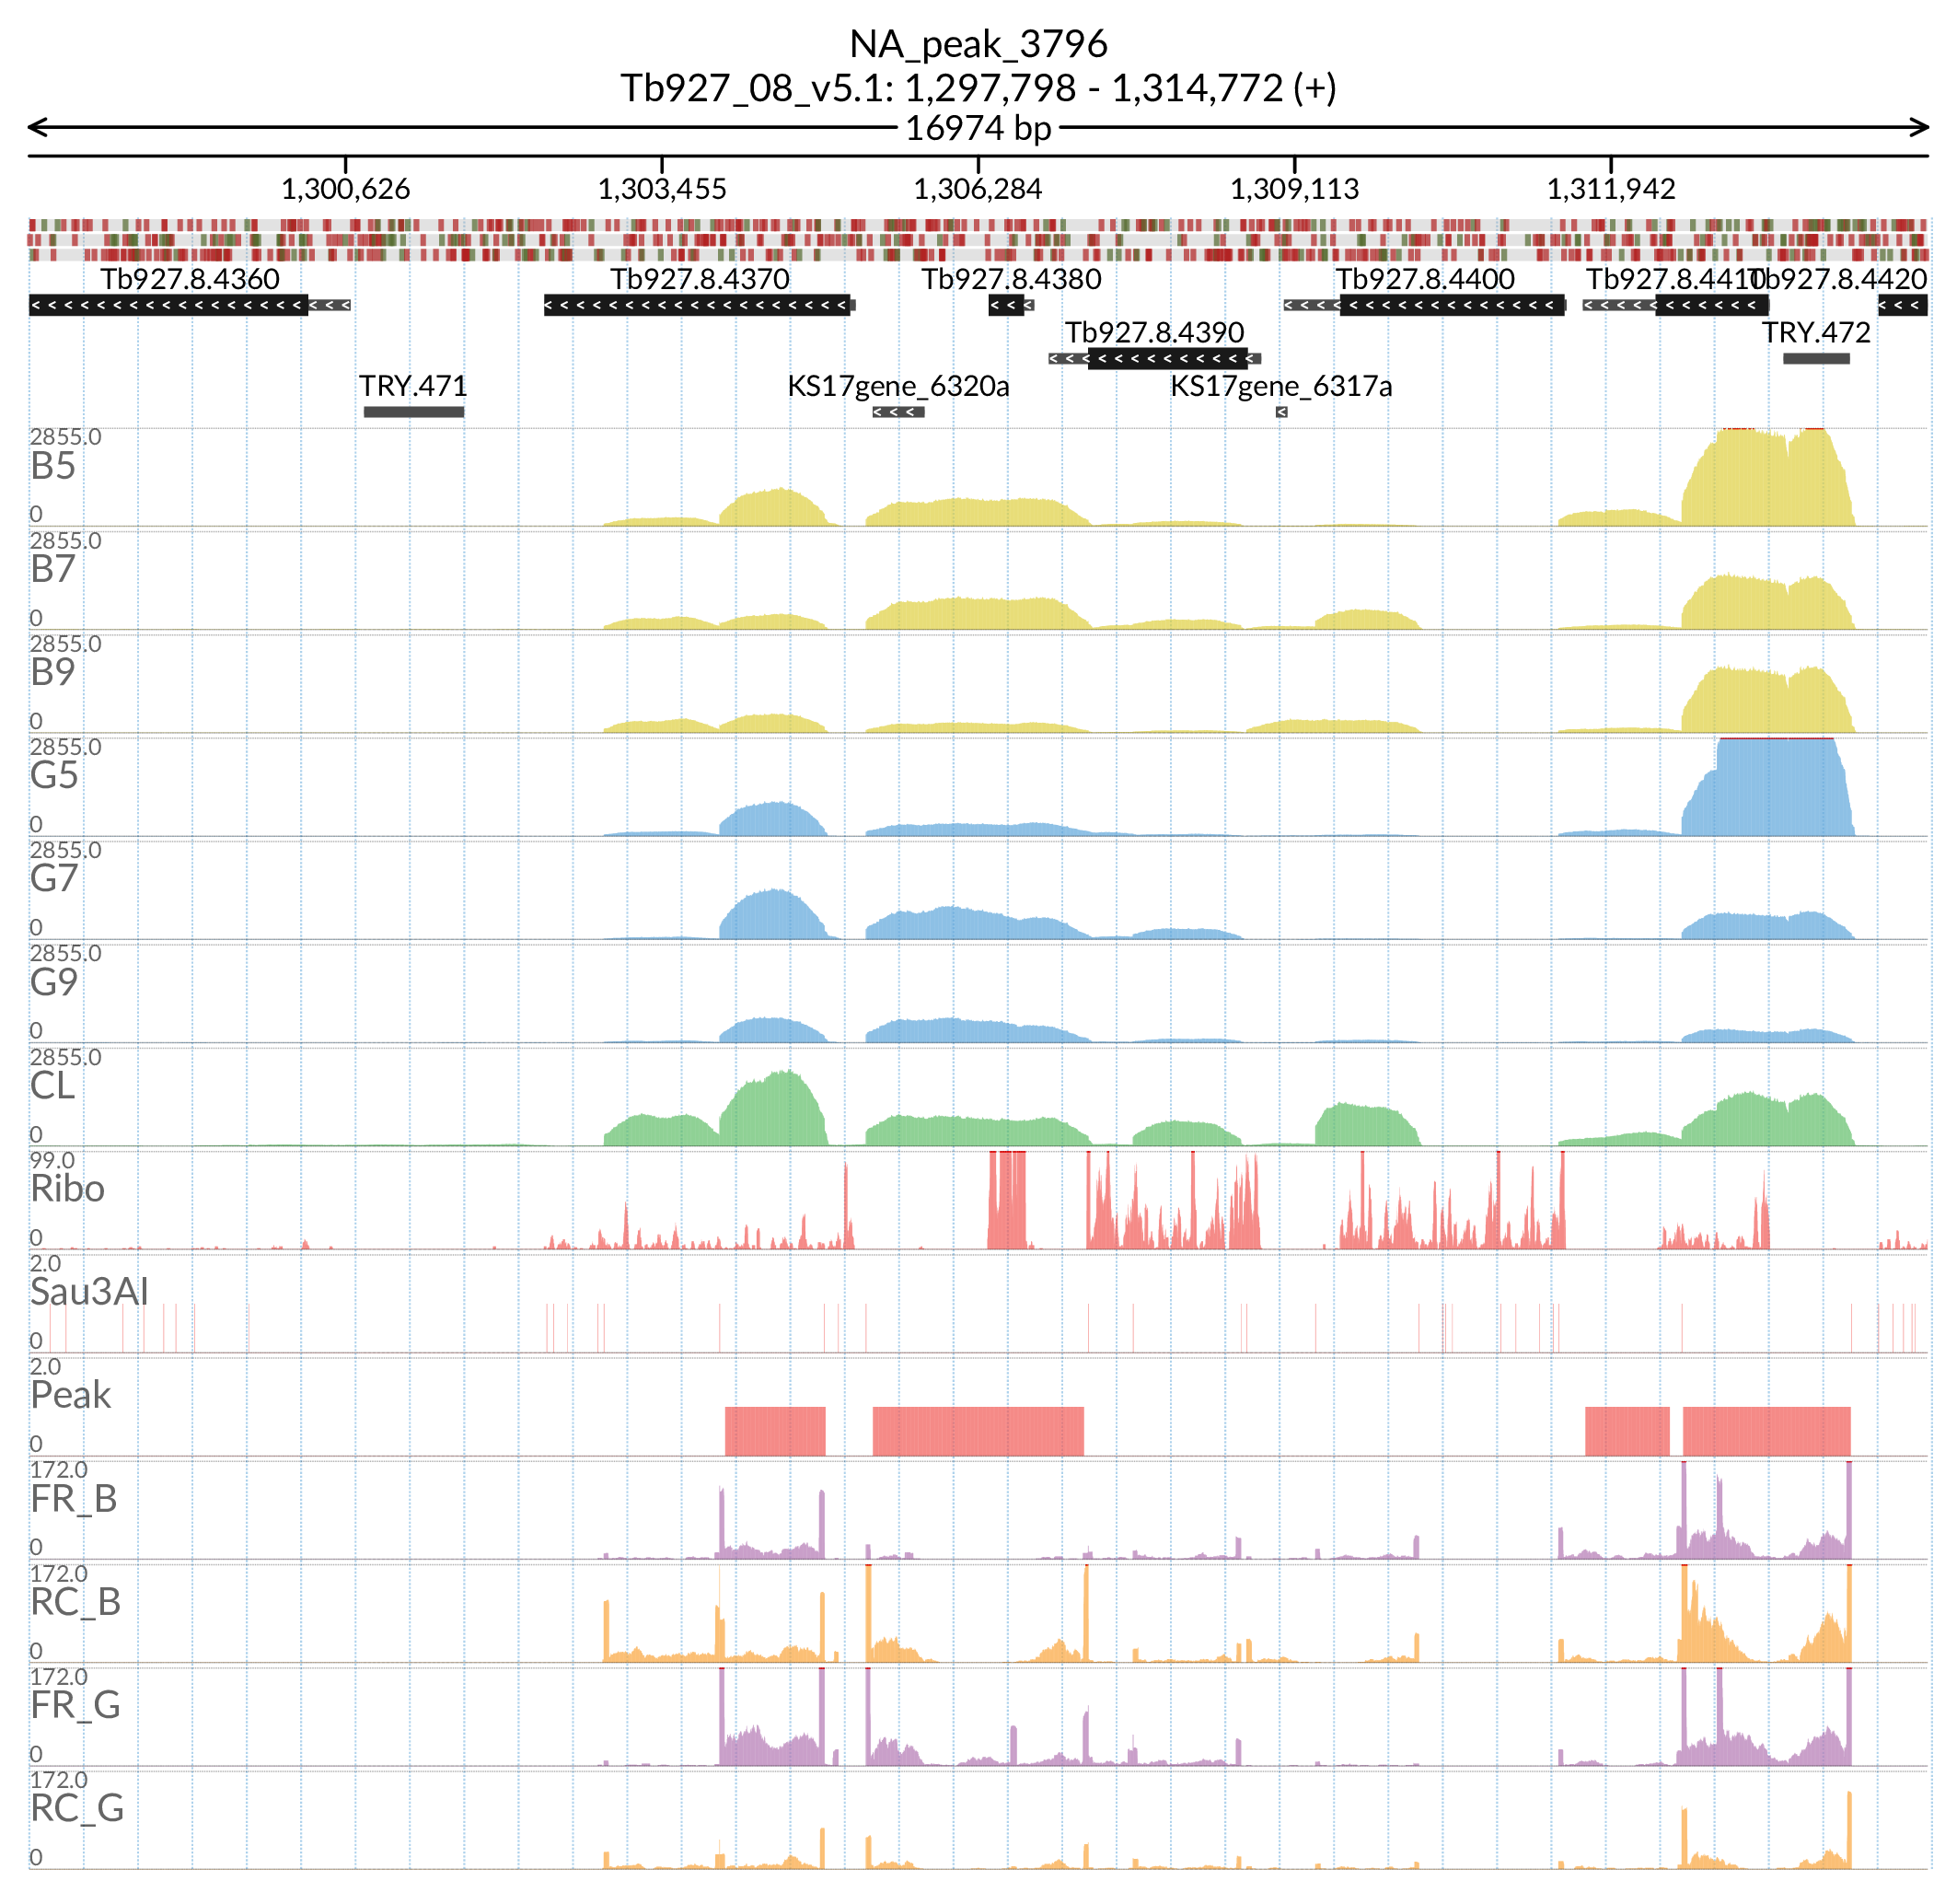 NA_peak_3796
Tb927_08_v5.1: 1,297,798 - 1,314,772 (+)
16974 bp
1,300,626 1,303,455 1,306,284 1,309,113 1,311,942
Tb927.8.4360 Tb927.8.4370 Tb927.8.4380 Tb927.8.4400 Tb927.8.4410 Tb927.8.4420
Tb927.8.4390 TRY.472
TRY.471 KS17gene_6320a KS17gene_6317a
2855.0
B5
0
2855.0
B7
0
2855.0
B9
0
2855.0
G5
0
2855.0
G7
0
2855.0
G9
0
2855.0
CL
0
99.0
Ribo
0
2.0
Sau3AI
0
2.0
Peak
0
172.0
FR_B
0
172.0
RC_B
0
172.0
FR_G
0
172.0
RC_G
0